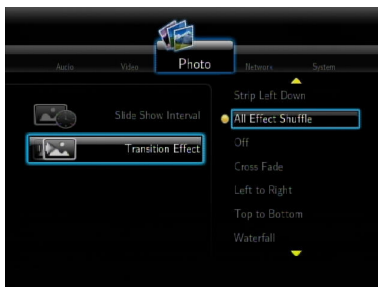 Audio Video Photo Network System
Slide Show Interval
Transition Effect
Strip Left Down
All Effect Shuffle
Off
Cross Fade
Left to Right
Top to Bottom
Waterfall